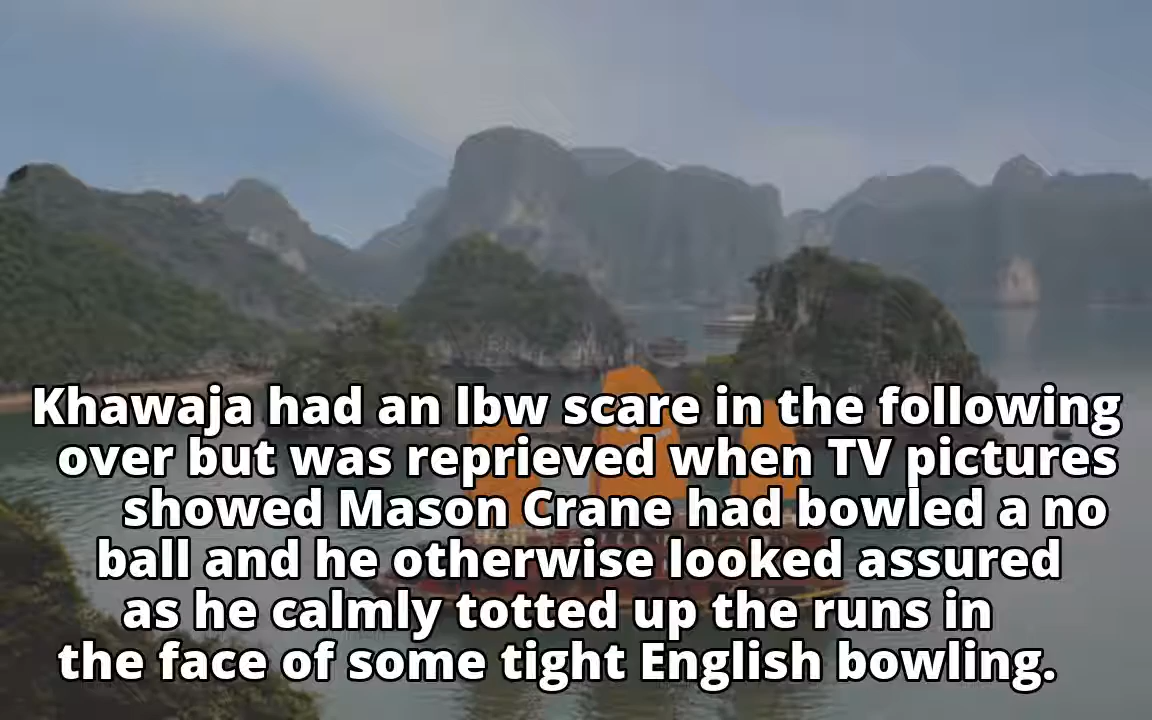 Khawaja had an lbw scare in the following
over but was reprieved when TV pictures
showed Mason Crane had bowled a no
ball and he otherwise looked assured
as he calmly totted up the runs in
the face of some tight English bowling.